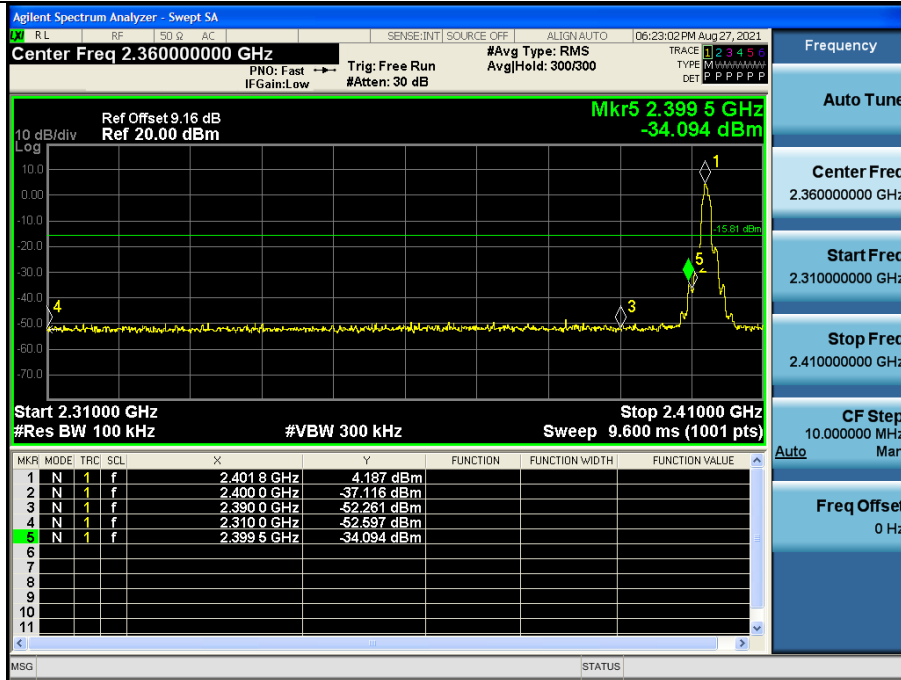 Agilent Spectrum Analyzer - Swept SA
LXI RL RF 50 Ω AC SENSE:INT SOURCE OFF ALIGN AUTO 06:23:02 PM Aug 27, 2021
Center Freq 2.360000000 GHz
PNO: Fast
IFGain:Low
Trig: Free Run
#Atten: 30 dB
#Avg Type: RMS
Avg|Hold: 300/300
TRACE 1 2 3 4 5 6
TYPE M WWWWW
DET P P P P P P
Mkr5 2.399 5 GHz
-34.094 dBm
Ref Offset 9.16 dB
10 dB/div Ref 20.00 dBm
Log
10.0
0.00
-10.0
-20.0
-30.0
-40.0
-50.0
-60.0
-70.0
1
-15.81 dBm
5
2
4
3
Start 2.31000 GHz Stop 2.41000 GHz
#Res BW 100 kHz #VBW 300 kHz Sweep 9.600 ms (1001 pts)
MKR MODE TRC SCL X Y FUNCTION FUNCTION WIDTH FUNCTION VALUE
1 N 1 f 2.401 8 GHz 4.187 dBm
2 N 1 f 2.400 0 GHz -37.116 dBm
3 N 1 f 2.390 0 GHz -52.261 dBm
4 N 1 f 2.310 0 GHz -52.597 dBm
5 N 1 f 2.399 5 GHz -34.094 dBm
6
7
8
9
10
11
MSG STATUS
Frequency
Auto Tune
Center Freq
2.360000000 GHz
Start Freq
2.310000000 GHz
Stop Freq
2.410000000 GHz
CF Step
10.000000 MHz
Auto Man
Freq Offset
0 Hz